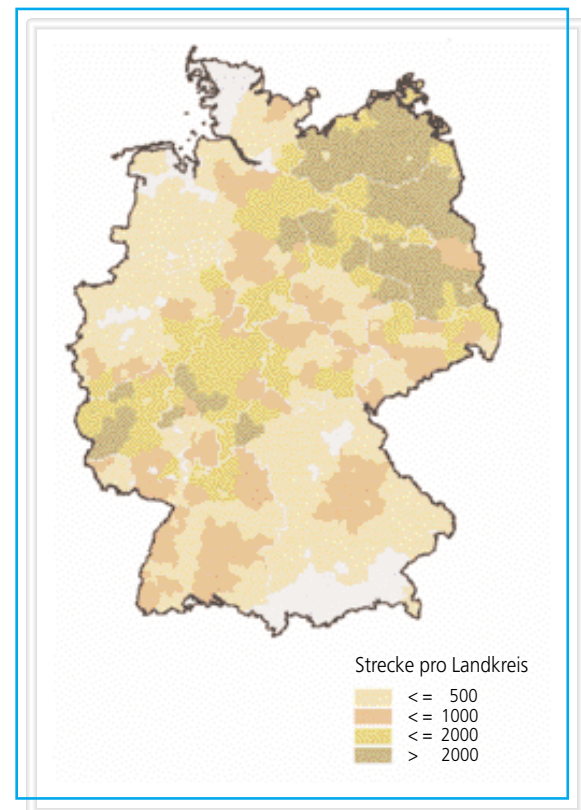 Strecke pro Landkreis
< = 500
< = 1000
< = 2000
> 2000